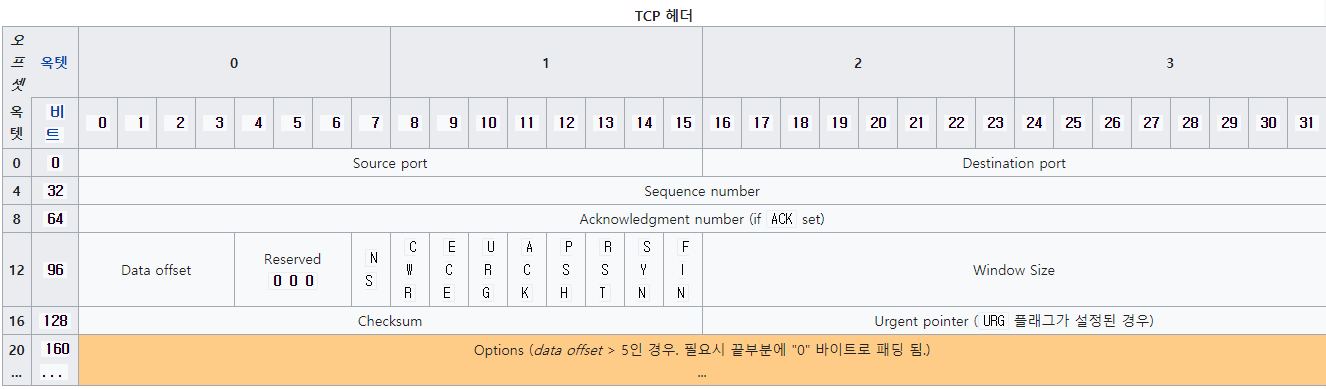 TCP 헤더
오프셋 옥텟 0 1 2 3
옥텟 비트 0 1 2 3 4 5 6 7 8 9 10 11 12 13 14 15 16 17 18 19 20 21 22 23 24 25 26 27 28 29 30 31
0 0 Source port Destination port
4 32 Sequence number
8 64 Acknowledgment number (if ACK set)
12 96 Data offset Reserved 0 0 0 NS CWR ECE URG ACK PSH RST SYN FIN Window Size
16 128 Checksum Urgent pointer (URG 플래그가 설정된 경우)
20 160 Options (data offset > 5인 경우. 필요시 끝부분에 "0" 바이트로 패딩 됨.)
... ... ...